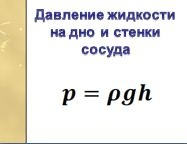 Давление жидкости
на дно и стенки
сосуда
p = ρgh